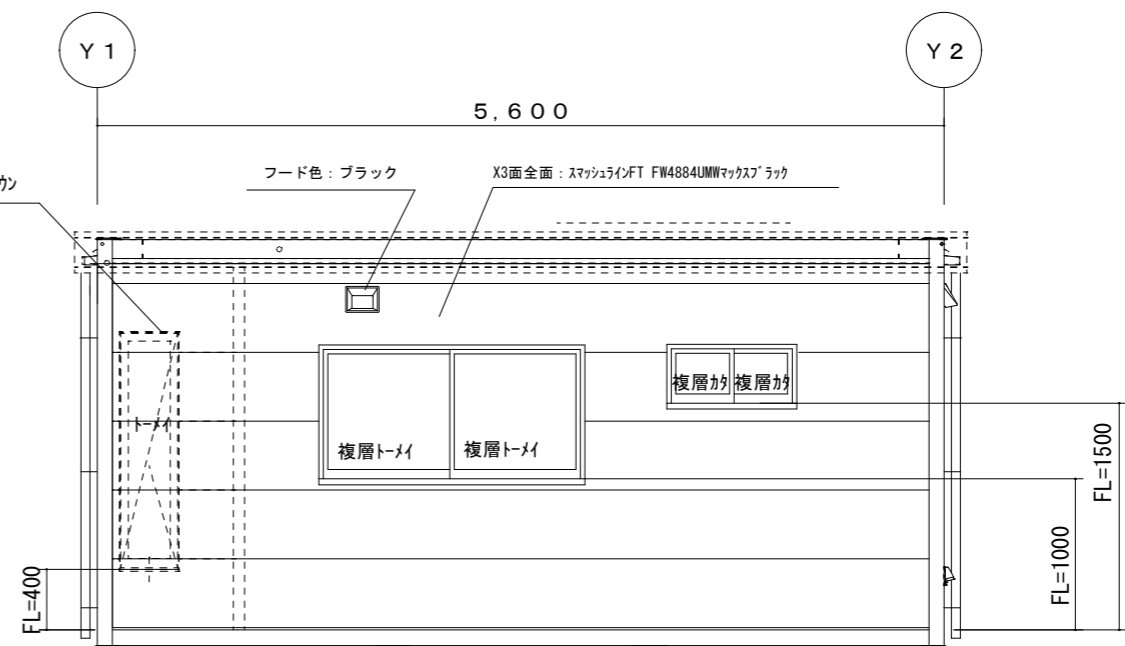 Y1
Y2
5,600
ウン
フード色：ブラック
X3面全面：スマッシュラインFT FW4884UMWマックスブラック
複層カタ 複層カタ
トーメイ
複層トーメイ 複層トーメイ
FL=1500
FL=1000
FL=400